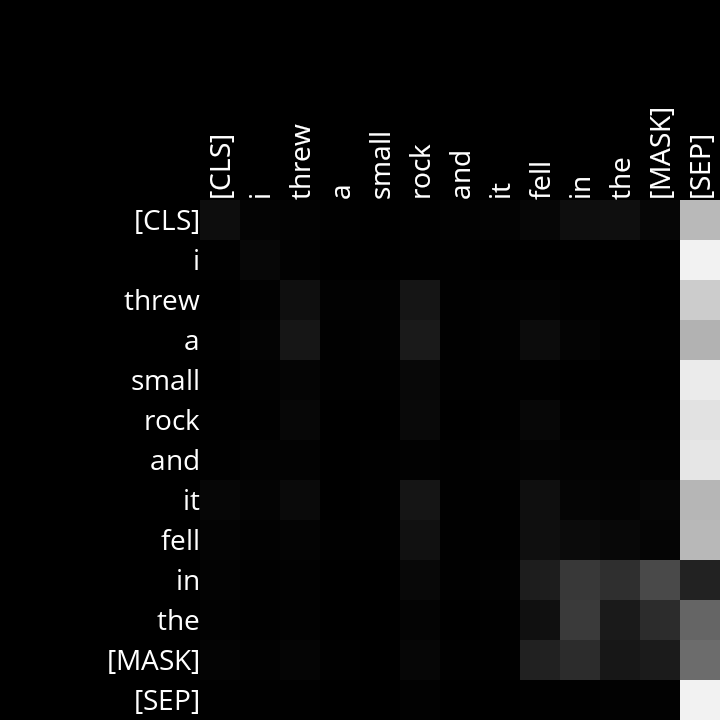 [CLS] i threw a small rock and it fell in the [MASK] [SEP]
[CLS]
i
threw
a
small
rock
and
it
fell
in
the
[MASK]
[SEP]